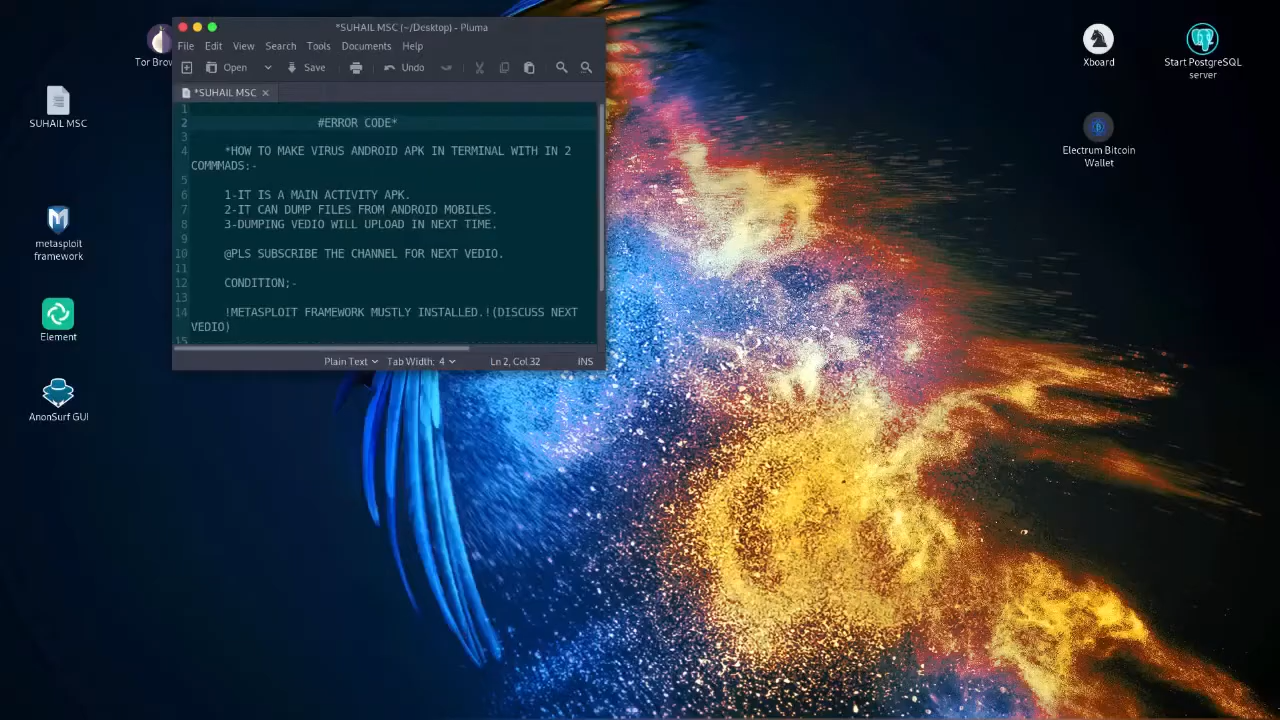 *SUHAIL MSC (~/Desktop) - Pluma
File Edit View Search Tools Documents Help
Open Save Undo
*SUHAIL MSC
1
2 #ERROR CODE*
3
4 *HOW TO MAKE VIRUS ANDROID APK IN TERMINAL WITH IN 2
COMMMADS:-
5
6 1-IT IS A MAIN ACTIVITY APK.
7 2-IT CAN DUMP FILES FROM ANDROID MOBILES.
8 3-DUMPING VEDIO WILL UPLOAD IN NEXT TIME.
9
10 @PLS SUBSCRIBE THE CHANNEL FOR NEXT VEDIO.
11
12 CONDITION;-
13
14 !METASPLOIT FRAMEWORK MUSTLY INSTALLED.!(DISCUSS NEXT
VEDIO)
15
Plain Text Tab Width: 4 Ln 2, Col 32 INS
Tor Brow
SUHAIL MSC
metasploit
framework
Element
AnonSurf GUI
Xboard
Start PostgreSQL
server
Electrum Bitcoin
Wallet